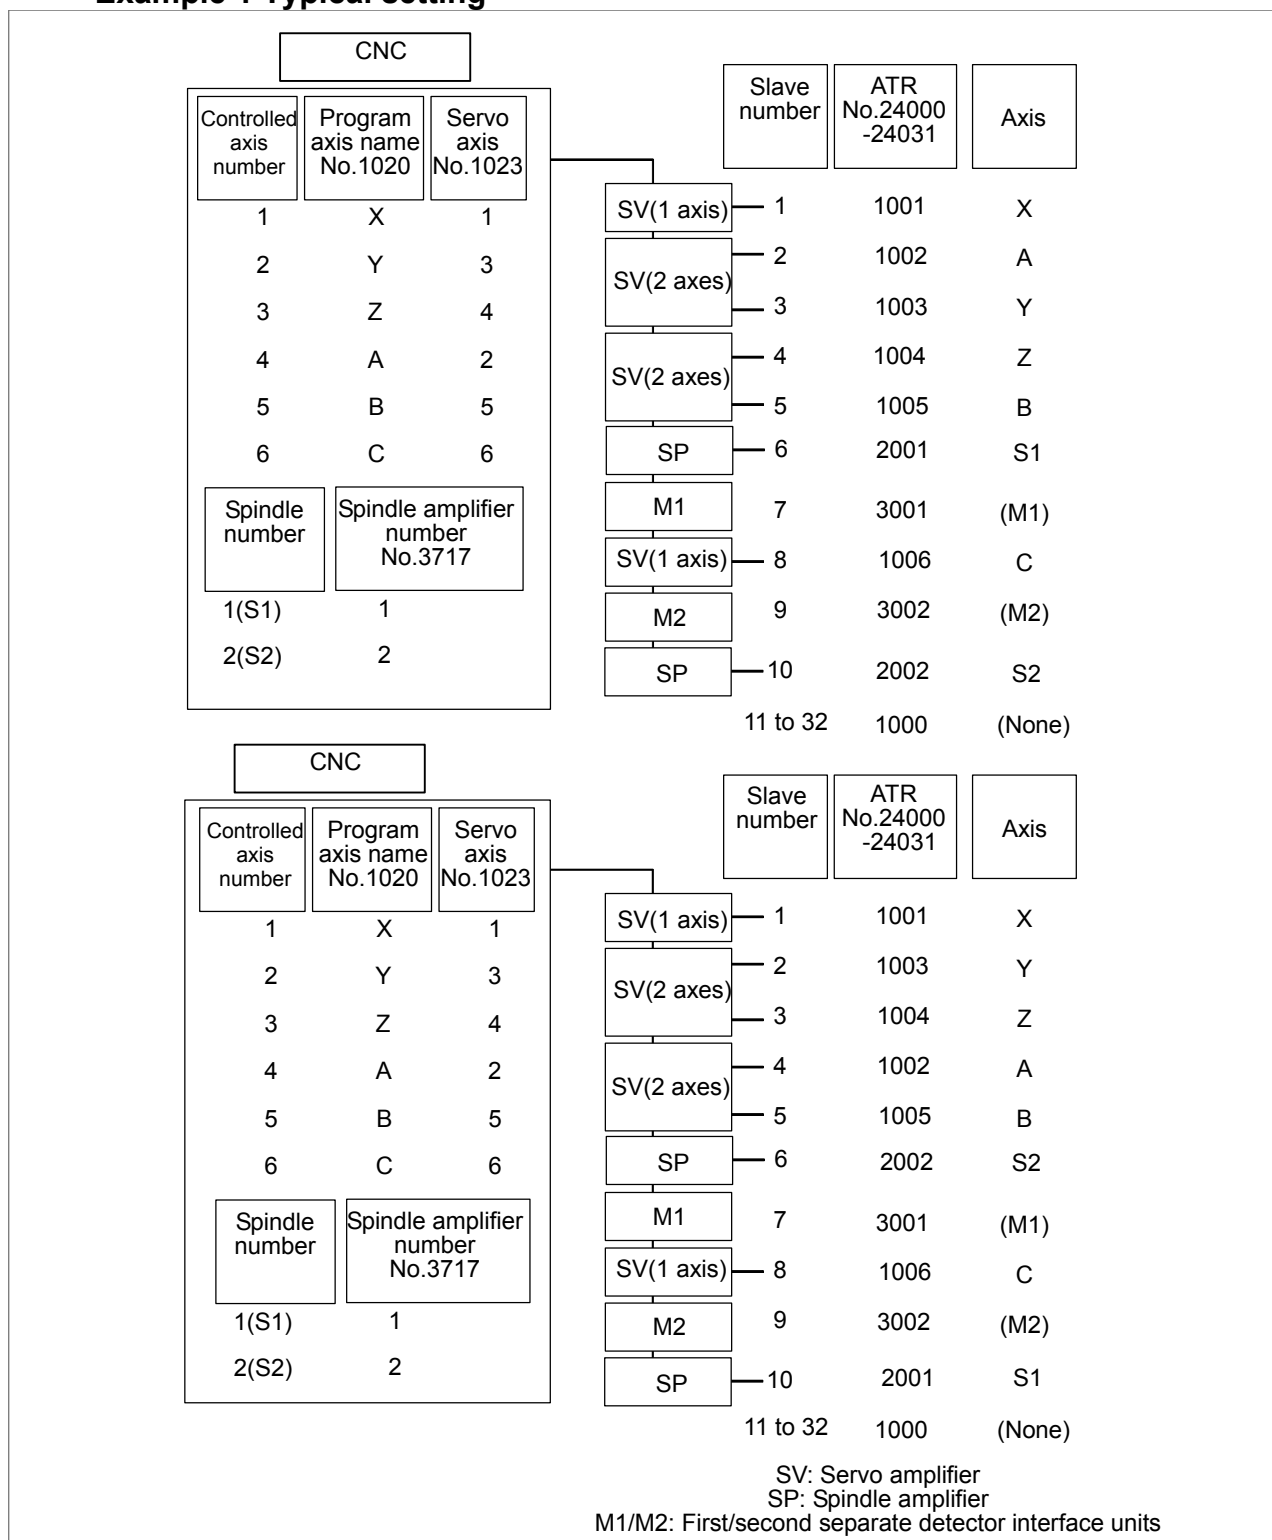 Example 1 Typical setting
CNC
Controlled axis number
Program axis name No.1020
Servo axis No.1023
1 X 1
2 Y 3
3 Z 4
4 A 2
5 B 5
6 C 6
Spindle number
Spindle amplifier number No.3717
1(S1) 1
2(S2) 2
Slave number
ATR No.24000 -24031
Axis
SV(1 axis) 1 1001 X
SV(2 axes)
2 1002 A
3 1003 Y
SV(2 axes)
4 1004 Z
5 1005 B
SP 6 2001 S1
M1 7 3001 (M1)
SV(1 axis) 8 1006 C
M2 9 3002 (M2)
SP 10 2002 S2
11 to 32 1000 (None)
CNC
Controlled axis number
Program axis name No.1020
Servo axis No.1023
1 X 1
2 Y 3
3 Z 4
4 A 2
5 B 5
6 C 6
Spindle number
Spindle amplifier number No.3717
1(S1) 1
2(S2) 2
Slave number
ATR No.24000 -24031
Axis
SV(1 axis) 1 1001 X
SV(2 axes)
2 1003 Y
3 1004 Z
SV(2 axes)
4 1002 A
5 1005 B
SP 6 2002 S2
M1 7 3001 (M1)
SV(1 axis) 8 1006 C
M2 9 3002 (M2)
SP 10 2001 S1
11 to 32 1000 (None)
SV: Servo amplifier
SP: Spindle amplifier
M1/M2: First/second separate detector interface units